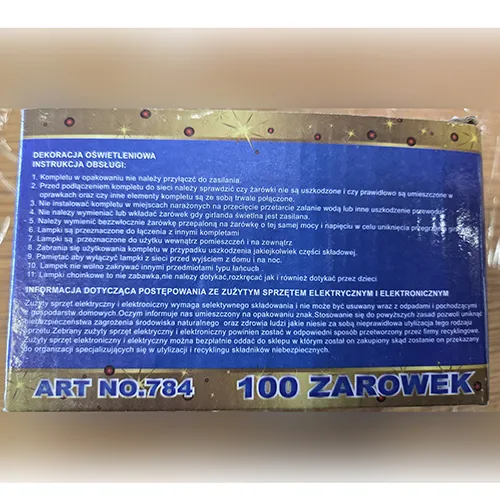 DEKORACJA OŚWIETLENIOWA
INSTRUKCJA OBSŁUGI:
1. Kompletu w opakowaniu nie należy przyłączć do zasilania.
2. Przed podłączeniem kompletu do sieci należy sprawdzić czy żarówki nie są uszkodzone i czy prawidłowo są umieszczone w
oprawkach oraz czy inne elementy kompletu są ze sobą trwale połączone.
3. Nie instalować kompletu w miejscach narażonych na przecięcie przetarcie zalanie wodą lub inne uszkodzenie przewodów
4. Nie należy wymieniać lub wkładać żarówek gdy girlanda świetlna jest zasilana.
5. Należy wymienić bezzwłocznie żarówkę przepaloną na żarówkę o tej samej mocy i napięciu w celu uniknięcia przegrzania
6. Lampki są przeznaczone do łączenia z innymi kompletami
7. Lampki są przeznaczone do użytku wewnątrz pomieszczeń i na zewnątrz
8. Zabrania się użytkowania kompletu w przypadku uszkodzenia jakiejkolwiek części składowej.
9. Pamiętać aby wyłączyć lampki z sieci przed wyjściem z domu i na noc.
10. Lampek nie wolno zakrywać innymi przedmiotami typu łańcuch .
11: Lampki choinkowe to nie zabawki,nie należy dotykać,rozkręcać jak i również dotykać przez dzieci
INFORMACJA DOTYCZĄCA POSTĘPOWANIA ZE ZUŻYTYM SPRZĘTEM ELEKTRYCZNYM I ELEKTRONICZNYM
Zużyty sprzęt elektryczny i elektroniczny wymaga selektywnego składowania i nie może być usuwany wraz z odpadami pochodzącymi
gospodarstw.domowych.Oczym informuje nas umieszczony na opakowaniu znak.Stosowanie się do powyższych zasad pozwoli uniknąć
niebezpieczeństwa zagrożenia środowiska naturalnego oraz zdrowia ludzi jakie niesie za sobą nieprawidłowa utylizacja tego rodzaju
sprzętu.Zebrany zużyty sprzęt elektryczny i elektroniczny powinien zostać w odpowiedni sposób przetworzony przez firmy recyklingowe.
Zużyty sprzęt elektryczny i elektroniczny można bezpłatnie oddać do sklepu w którym został on zakupiony skąd zostanie on przekazany
do organizacji specjalizujących się w utylizacji i recyklingu składników niebezpiecznych.
ART NO.784 100 ŻAROWEK